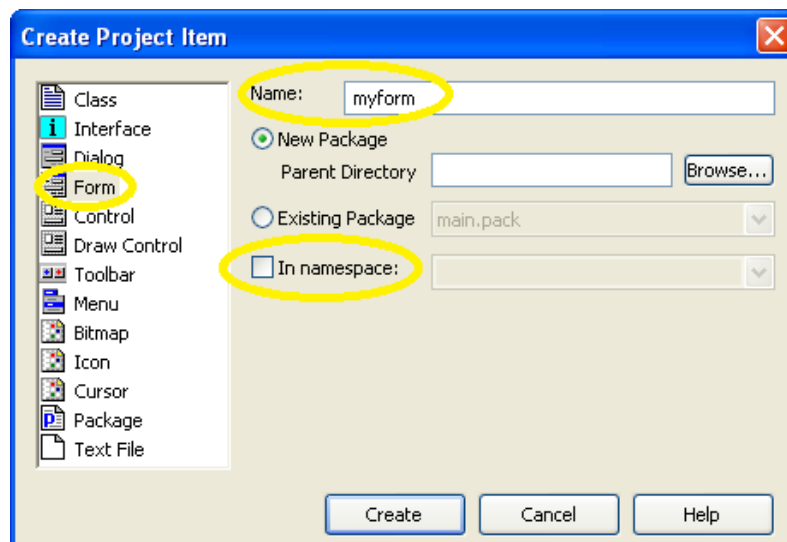 Create Project Item
Class
Interface
Dialog
Form
Control
Draw Control
Toolbar
Menu
Bitmap
Icon
Cursor
Package
Text File
Name: myform
New Package
Parent Directory Browse...
Existing Package main.pack
In namespace:
Create Cancel Help